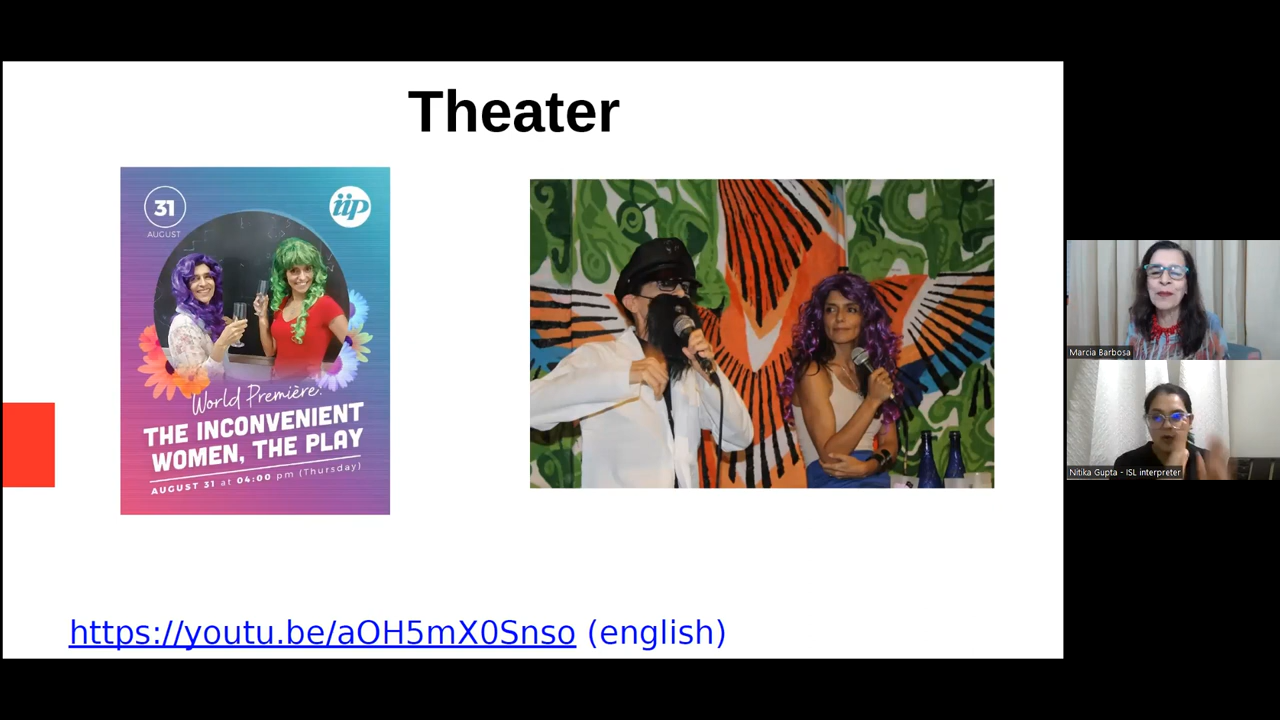 Theater
31
AUGUST
iip
World Première:
THE INCONVENIENT
WOMEN, THE PLAY
AUGUST 31 at 04:00 pm (Thursday)
https://youtu.be/aOH5mX0Snso (english)
Marcia Barbosa
Nitika Gupta - ISL interpreter